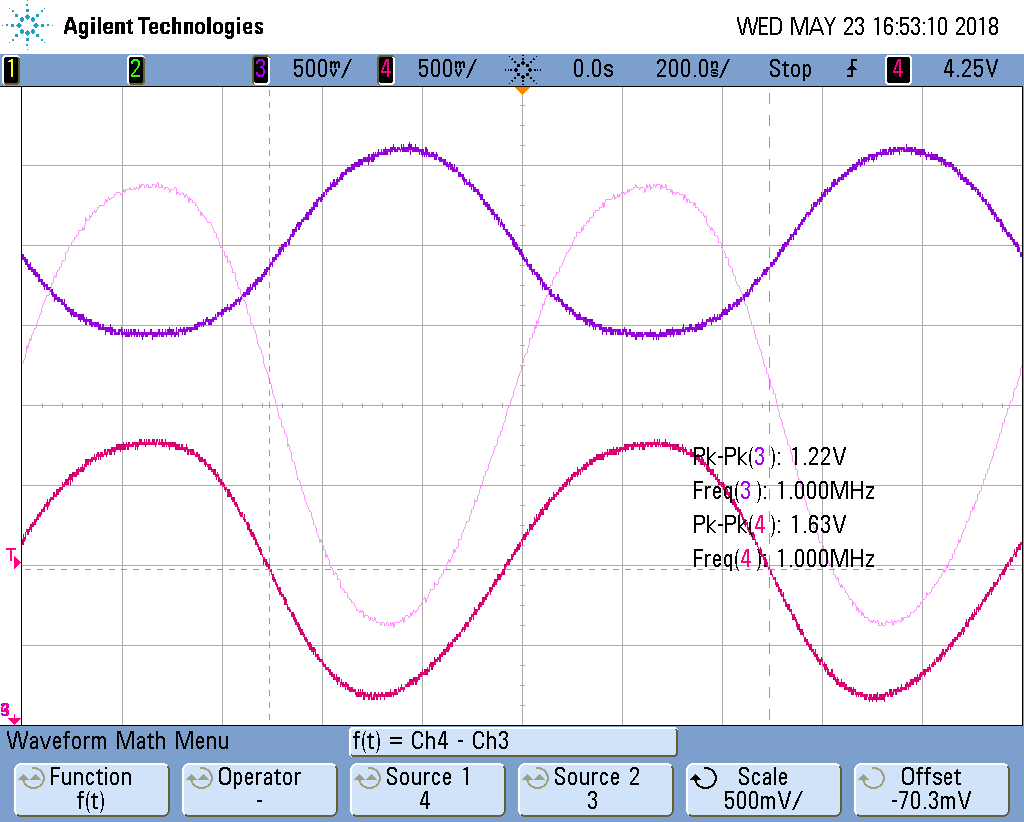 Agilent Technologies
WED MAY 23 16:53:10 2018
1 2 3 500mV/ 4 500mV/ 0.0s 200.0ns/ Stop 4 4.25V
Pk-Pk(3): 1.22V
Freq(3): 1.000MHz
Pk-Pk(4): 1.63V
Freq(4): 1.000MHz
T
Waveform Math Menu
f(t) = Ch4 - Ch3
Function
f(t)
Operator
-
Source 1
4
Source 2
3
Scale
500mV/
Offset
-70.3mV